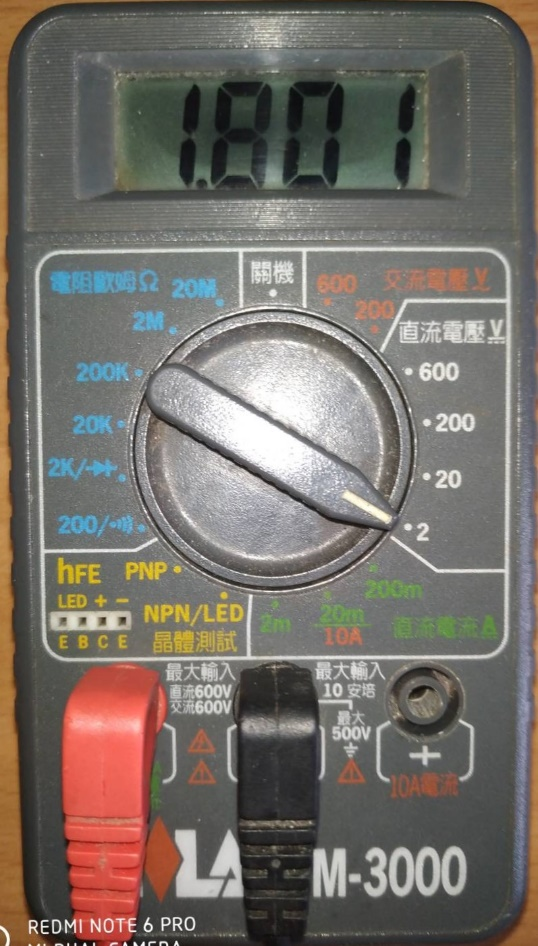 1.801
電阻歐姆Ω
20M
關機
600
交流電壓V
200
2M
直流電壓V
200K
600
20K
200
2K/
20
200/
2
hFE
PNP
200m
LED + −
NPN/LED
2m
20m
10A
直流電流A
E B C E
晶體測試
最大輸入
直流600V
交流600V
最大輸入
10 安培
最大
500V
+
10A電流
LA
M-3000
REDMI NOTE 6 PRO
MI DUAL CAMERA